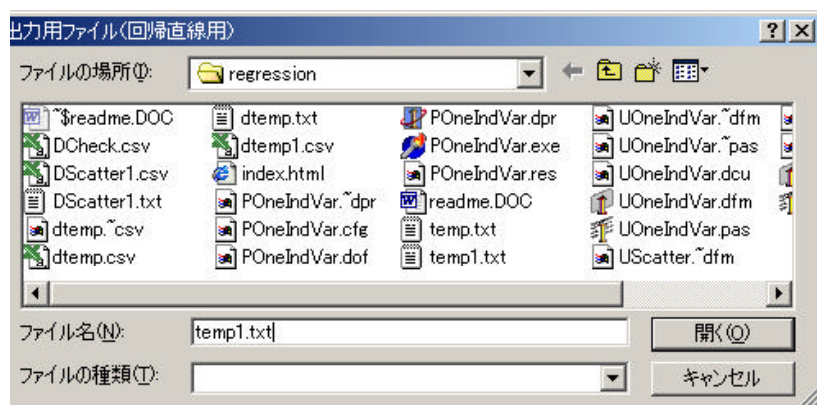 出力用ファイル(回帰直線用)
ファイルの場所(I):
regression
~$readme.DOC
DCheck.csv
DScatter1.csv
DScatter1.txt
dtemp.~csv
dtemp.csv
dtemp.txt
dtemp1.csv
index.html
POneIndVar.~dpr
POneIndVar.cfg
POneIndVar.dof
POneIndVar.dpr
POneIndVar.exe
POneIndVar.res
readme.DOC
temp.txt
temp1.txt
UOneIndVar.~dfm
UOneIndVar.~pas
UOneIndVar.dcu
UOneIndVar.dfm
UOneIndVar.pas
UScatter.~dfm
ファイル名(N):
temp1.txt
開く(O)
ファイルの種類(T):
キャンセル